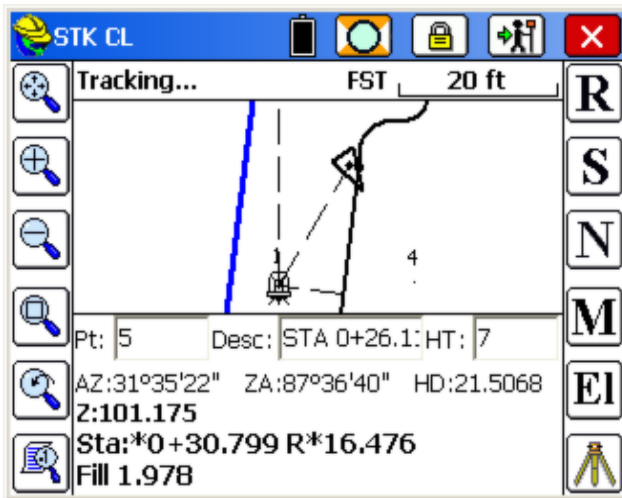 STK CL
Tracking... FST 20 ft
R
S
1 4
N
M
Pt: 5 Desc: STA 0+26.1 HT: 7
AZ:31°35'22" ZA:87°36'40" HD:21.5068
El
Z:101.175
Sta:*0+30.799 R*16.476
Fill 1.978